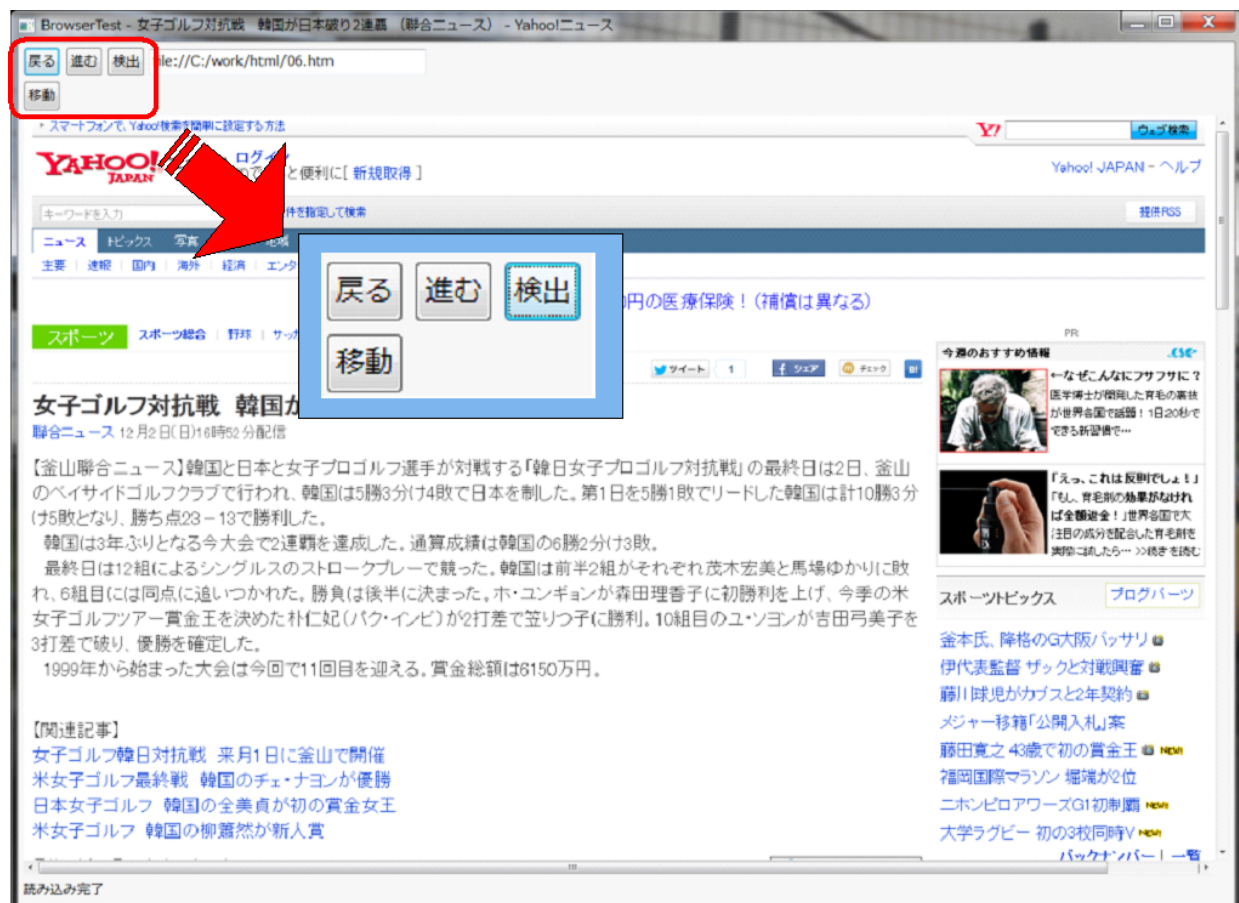 BrowserTest - 女子ゴルフ対抗戦 韓国が日本破り2連覇 （聯合ニュース） - Yahoo!ニュース
戻る 進む 検出 ile://C:/work/html/06.htm
移動
スマートフォンで、Yahoo!検索を簡単に設定する方法
Y! ウェブ検索
YAHOO! JAPAN
ログイン
と便利に[ 新規取得 ]
Yahoo! JAPAN - ヘルプ
キーワードを入力 件を指定して検索 提供RSS
ニュース トピックス 写真 地域
主要 速報 国内 海外 経済 エンタ
戻る 進む 検出
移動
円の医療保険！(補償は異なる)
スポーツ スポーツ総合 野球 サッカ
PR
ツイート 1 シェア チェック B!
今週のおすすめ情報
←なぜこんなにフサフサに？
医学博士が開発した育毛の裏技
が世界各国で話題！1日20秒で
できる新習慣で…
女子ゴルフ対抗戦 韓国か
聯合ニュース 12月2日(日)16時52分配信
【釜山聯合ニュース】韓国と日本と女子プロゴルフ選手が対戦する「韓日女子プロゴルフ対抗戦」の最終日は2日、釜山
のベイサイドゴルフクラブで行われ、韓国は5勝3分け4敗で日本を制した。第1日を5勝1敗でリードした韓国は計10勝3分
け5敗となり、勝ち点23－13で勝利した。
韓国は3年ぶりとなる今大会で2連覇を達成した。通算成績は韓国の6勝2分け3敗。
最終日は12組によるシングルスのストロークプレーで競った。韓国は前半2組がそれぞれ茂木宏美と馬場ゆかりに敗
れ、6組目には同点に追いつかれた。勝負は後半に決まった。ホ・ユンギョンが森田理香子に初勝利を上げ、今季の米
女子ゴルフツアー賞金王を決めた朴仁妃(パク・インビ)が2打差で笠りつ子に勝利。10組目のユ・ソヨンが吉田弓美子を
3打差で破り、優勝を確定した。
1999年から始まった大会は今回で11回目を迎える。賞金総額は6150万円。
「えっ、これは反則でしょ！」
「もし、育毛剤の効果がなけれ
ば全額返金！」世界各国で大
注目の成分を配合した育毛剤を
実際に試したら… >>続きを読む
【関連記事】
女子ゴルフ韓日対抗戦 来月1日に釜山で開催
米女子ゴルフ最終戦 韓国のチェ・ナヨンが優勝
日本女子ゴルフ 韓国の全美貞が初の賞金女王
米女子ゴルフ 韓国の柳簫然が新人賞
スポーツトピックス ブログパーツ
釜本氏、降格のG大阪バッサリ
伊代表監督 ザックと対戦興奮
藤川球児がカブスと2年契約
メジャー移籍「公開入札」案
藤田寛之 43歳で初の賞金王 NEW!
福岡国際マラソン 堀端が2位
ニホンピロアワーズG1初制覇 NEW!
大学ラグビー 初の3校同時V NEW!
バックナンバー | 一覧
読み込み完了